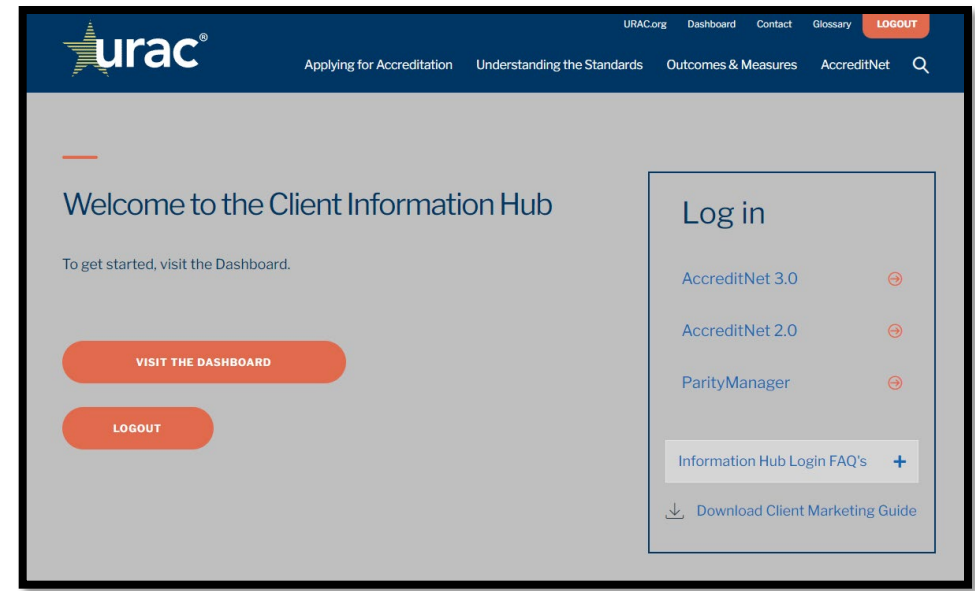 URAC.org Dashboard Contact Glossary LOGOUT
urac®
Applying for Accreditation Understanding the Standards Outcomes & Measures AccreditNet
Welcome to the Client Information Hub
To get started, visit the Dashboard.
VISIT THE DASHBOARD
LOGOUT
Log in
AccreditNet 3.0
AccreditNet 2.0
ParityManager
Information Hub Login FAQ's +
Download Client Marketing Guide